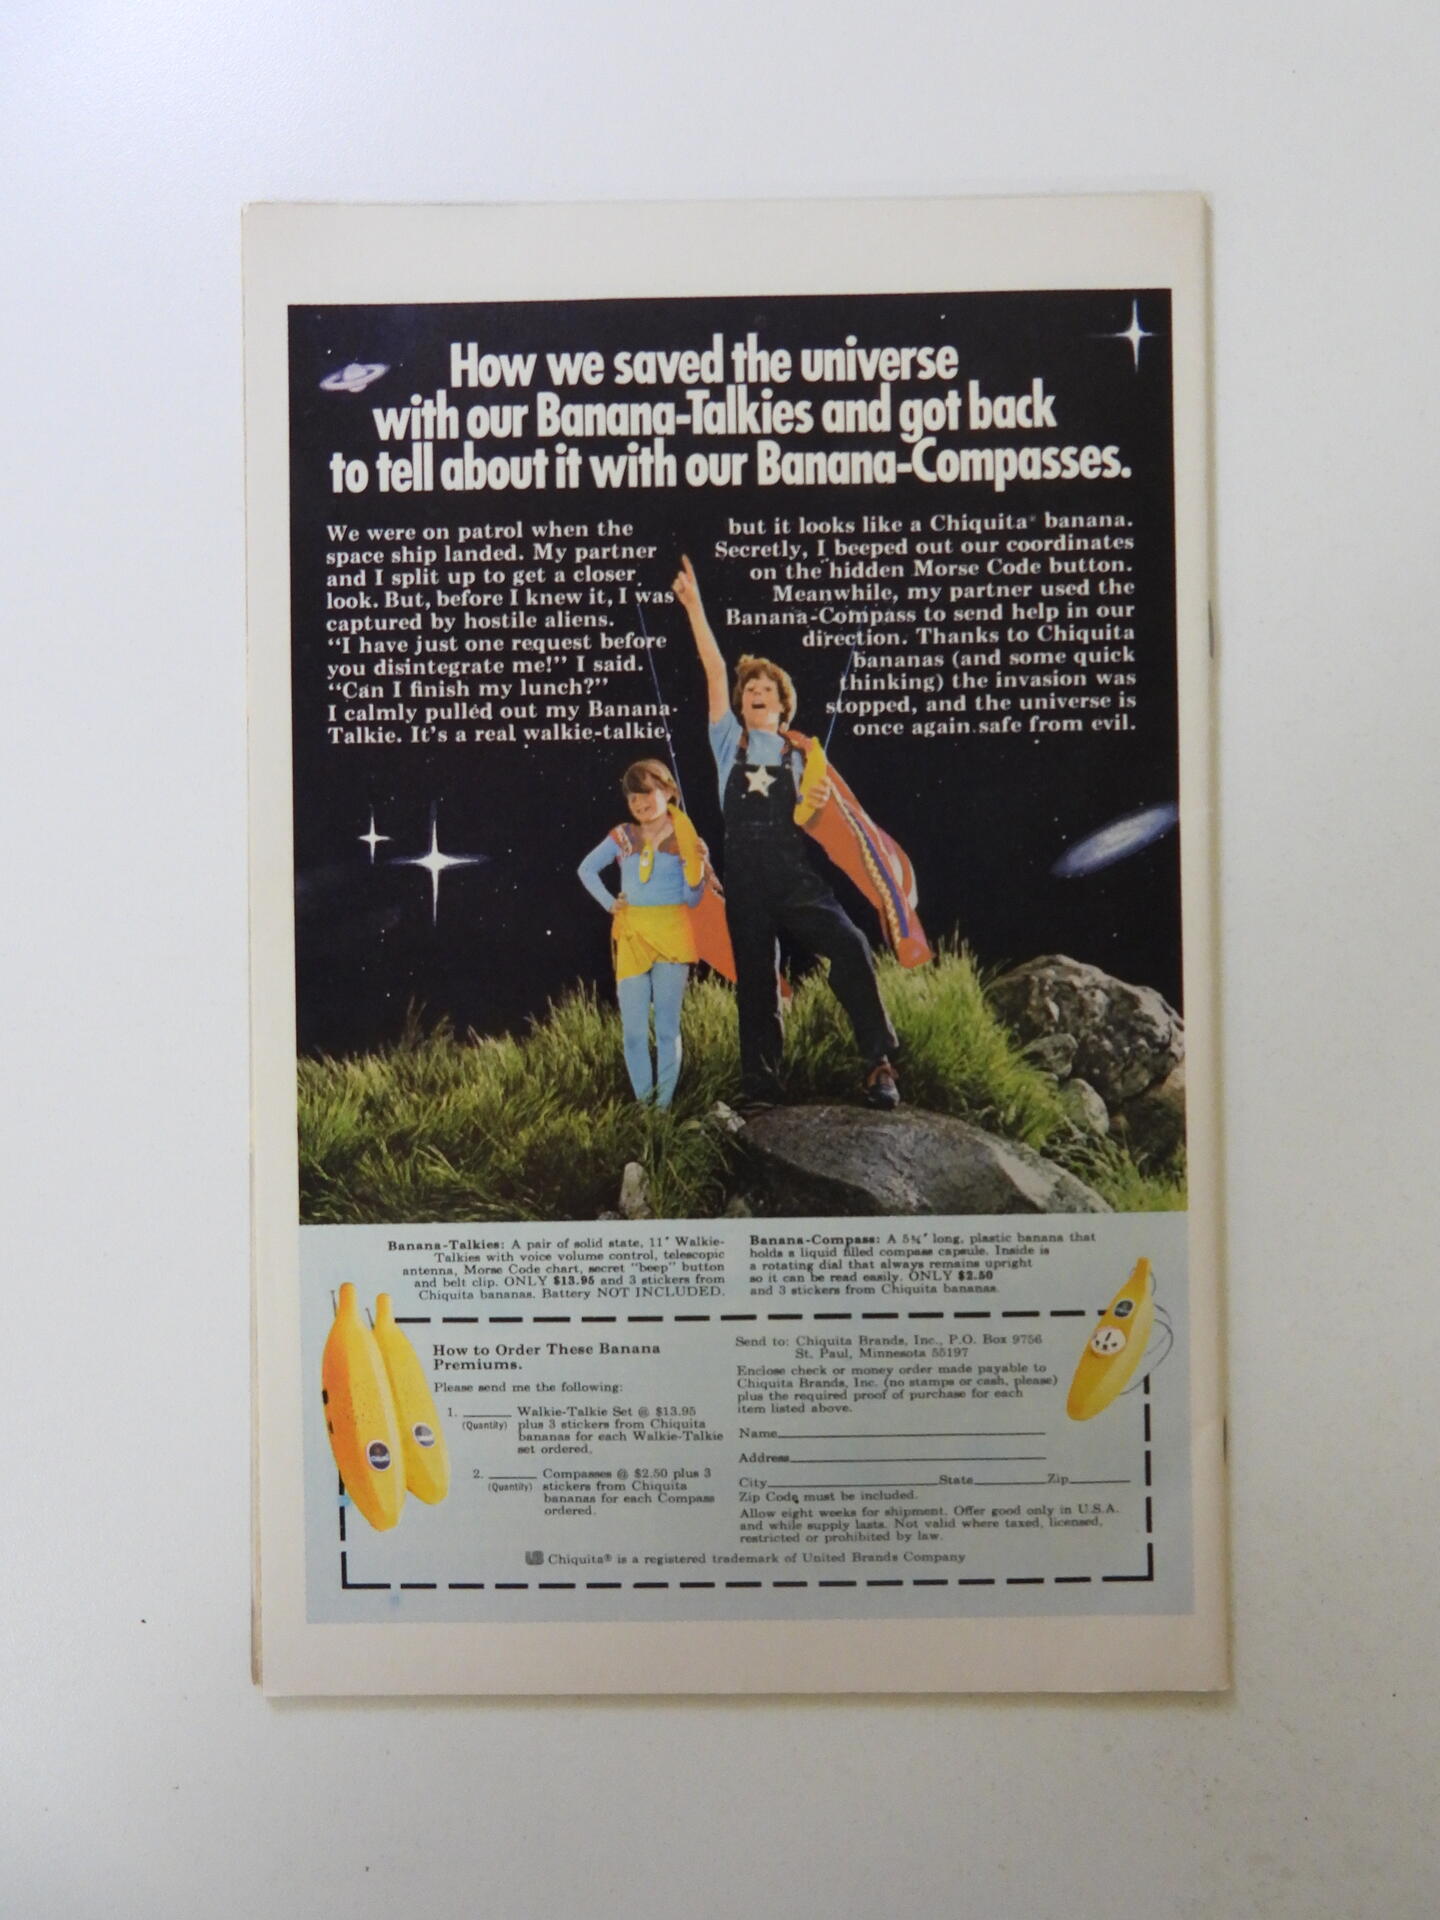 How we saved the universe
with our Banana-Talkies and got back
to tell about it with our Banana-Compasses.
We were on patrol when the
space ship landed. My partner
and I split up to get a closer
look. But, before I knew it, I was
captured by hostile aliens.
“I have just one request before
you disintegrate me!” I said.
“Can I finish my lunch?”
I calmly pulled out my Banana-
Talkie. It’s a real walkie-talkie,
but it looks like a Chiquita® banana.
Secretly, I beeped out our coordinates
on the hidden Morse Code button.
Meanwhile, my partner used the
Banana-Compass to send help in our
direction. Thanks to Chiquita
bananas (and some quick
thinking) the invasion was
stopped, and the universe is
once again safe from evil.
Banana-Talkies: A pair of solid state, 11" Walkie-
Talkies with voice volume control, telescopic
antenna, Morse Code chart, secret "beep" button
and belt clip. ONLY $13.95 and 3 stickers from
Chiquita bananas. Battery NOT INCLUDED.
Banana-Compass: A 5¾" long, plastic banana that
holds a liquid filled compass capsule. Inside is
a rotating dial that always remains upright
so it can be read easily. ONLY $2.50
and 3 stickers from Chiquita bananas.
How to Order These Banana
Premiums.
Please send me the following:
1. ______ Walkie-Talkie Set @ $13.95
(Quantity) plus 3 stickers from Chiquita
bananas for each Walkie-Talkie
set ordered.
2. ______ Compasses @ $2.50 plus 3
(Quantity) stickers from Chiquita
bananas for each Compass
ordered.
Send to: Chiquita Brands, Inc., P.O. Box 9756
St. Paul, Minnesota 55197
Enclose check or money order made payable to
Chiquita Brands, Inc. (no stamps or cash, please)
plus the required proof of purchase for each
item listed above.
Name
Address
City State Zip
Zip Code must be included.
Allow eight weeks for shipment. Offer good only in U.S.A.
and while supply lasts. Not valid where taxed, licensed,
restricted or prohibited by law.
Chiquita® is a registered trademark of United Brands Company